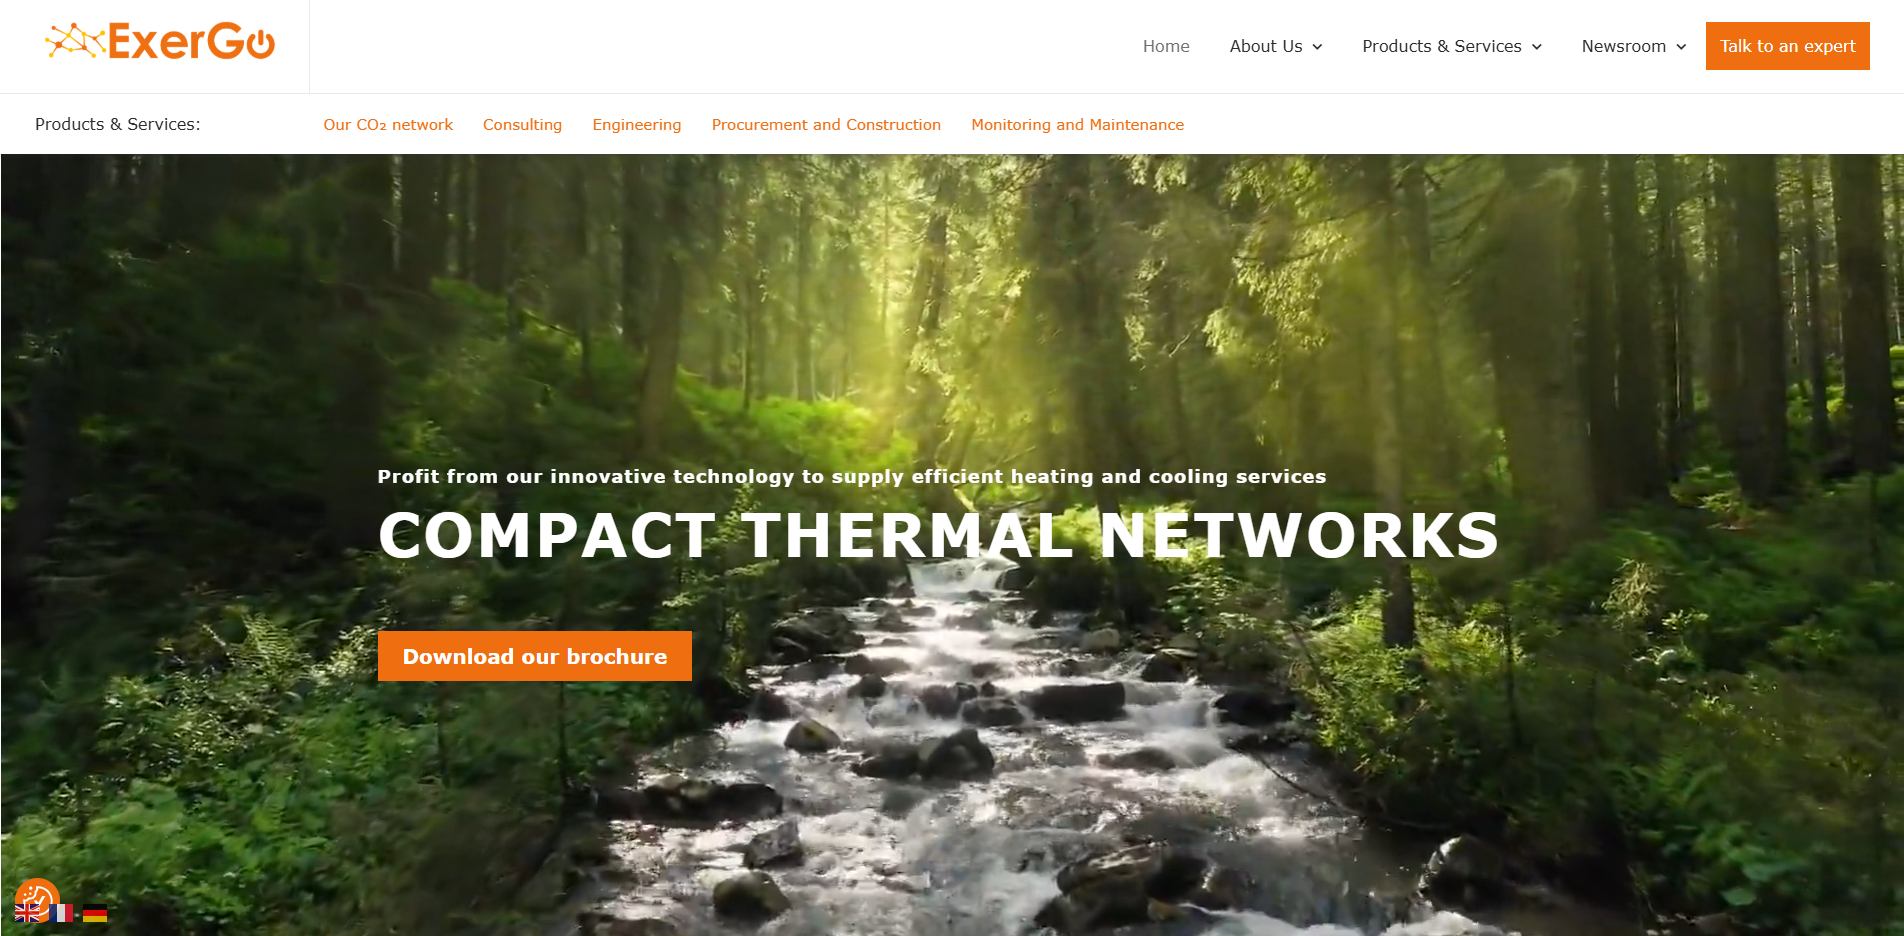 ExerGo
Home
About Us
Products & Services
Newsroom
Talk to an expert
Products & Services:
Our CO₂ network
Consulting
Engineering
Procurement and Construction
Monitoring and Maintenance
Profit from our innovative technology to supply efficient heating and cooling services
COMPACT THERMAL NETWORKS
Download our brochure